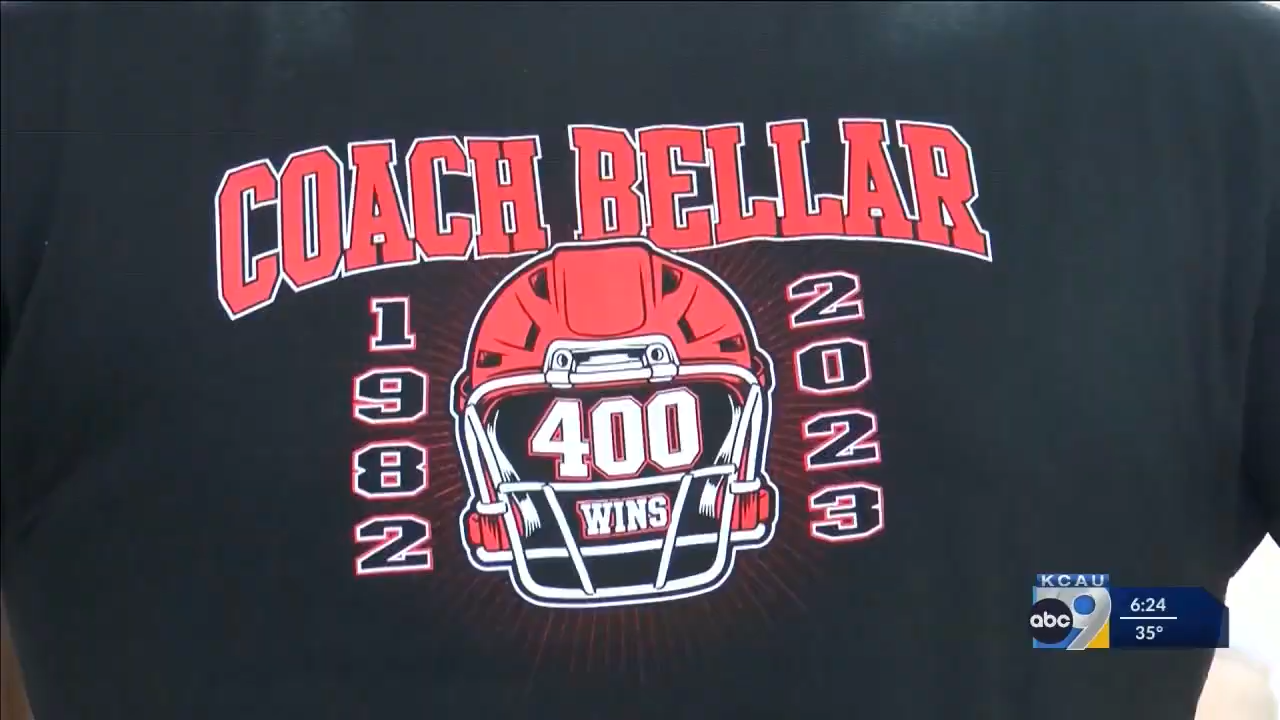 COACH BELLAR
1982
2023
400
WINS
KCAU
abc 9
6:24
35°